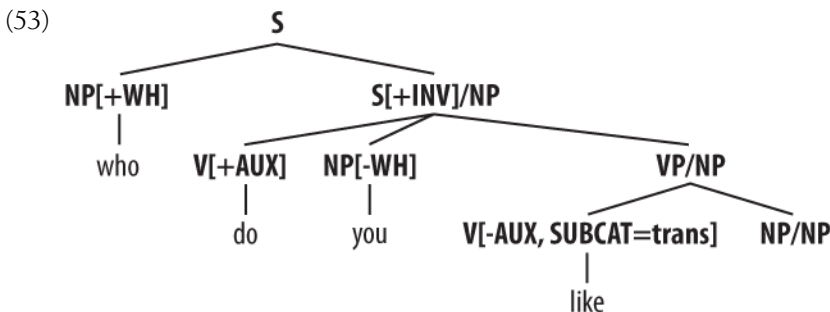 (53) S
NP[+WH] S[+INV]/NP
who V[+AUX] NP[-WH] VP/NP
do you V[-AUX, SUBCAT=trans] NP/NP
like